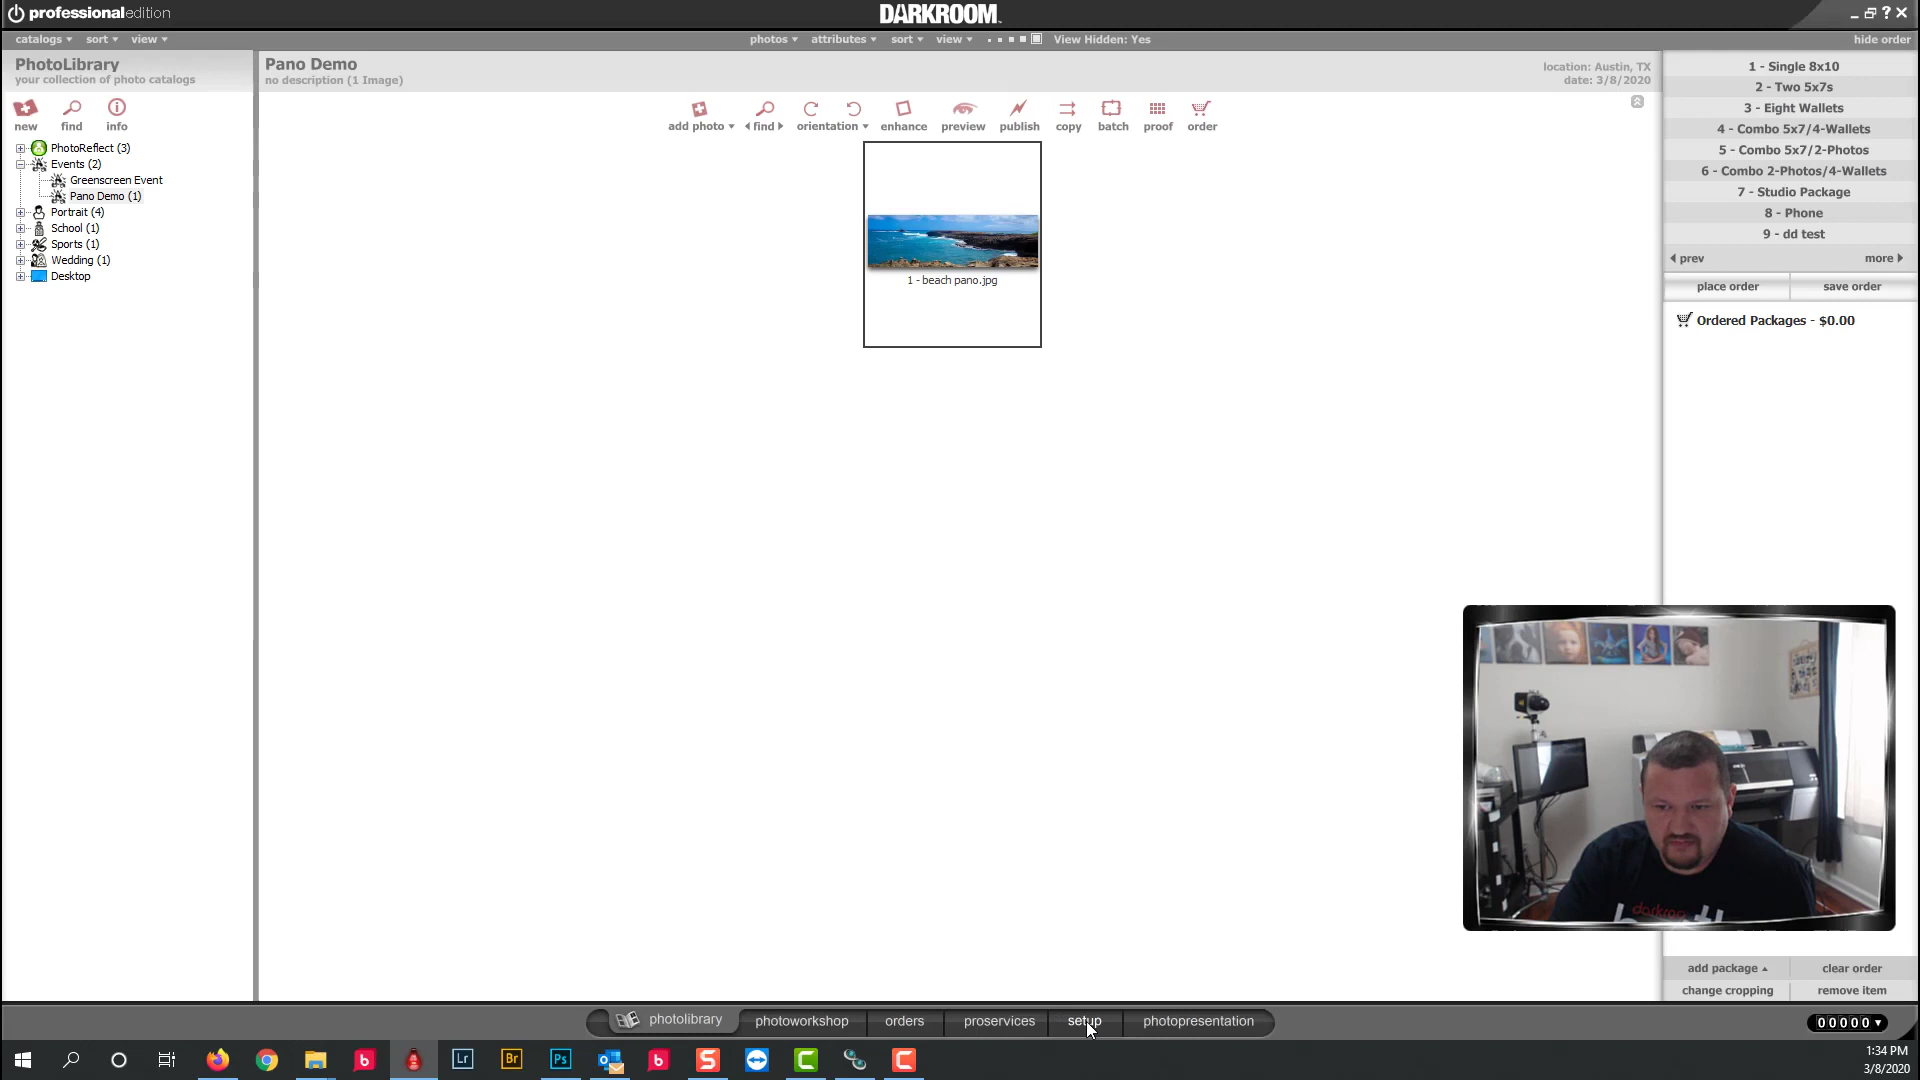 professionaledition
DARKROOM
catalogs
sort
view
photos
attributes
sort
view
View Hidden: Yes
hide order
PhotoLibrary
your collection of photo catalogs
Pano Demo
no description (1 Image)
location: Austin, TX
date: 3/8/2020
new
find
info
add photo
find
orientation
enhance
preview
publish
copy
batch
proof
order
PhotoReflect (3)
Events (2)
Greenscreen Event
Pano Demo (1)
Portrait (4)
School (1)
Sports (1)
Wedding (1)
Desktop
1 - beach pano.jpg
1 - Single 8x10
2 - Two 5x7s
3 - Eight Wallets
4 - Combo 5x7/4-Wallets
5 - Combo 5x7/2-Photos
6 - Combo 2-Photos/4-Wallets
7 - Studio Package
8 - Phone
9 - dd test
prev
more
place order
save order
Ordered Packages - $0.00
darkroom
add package
clear order
change cropping
remove item
photolibrary
photoworkshop
orders
proservices
setup
photopresentation
00000
Lr
Br
Ps
1:34 PM
3/8/2020